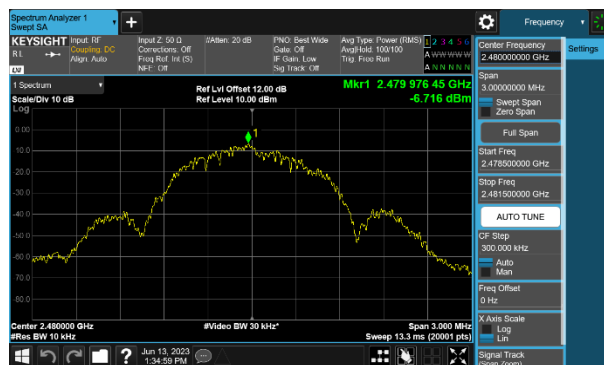 Spectrum Analyzer 1
Swept SA
+
Frequency
KEYSIGHT
Input: RF
Input Z: 50 Ω
#Atten: 20 dB
PNO: Best Wide
Avg Type: Power (RMS)
1 2 3 4 5 6
RL
Coupling: DC
Corrections: Off
Gate: Off
Avg|Hold: 100/100
A W W W W W
Align: Auto
Freq Ref: Int (S)
IF Gain: Low
Trig: Free Run
NFE: Off
Sig Track: Off
A N N N N N
LXI
1 Spectrum
Ref Lvl Offset 12.00 dB
Mkr1 2.479 976 45 GHz
Scale/Div 10 dB
Ref Level 10.00 dBm
-6.716 dBm
Log
1
0.00
-10.0
-20.0
-30.0
-40.0
-50.0
-60.0
-70.0
-80.0
Center 2.480000 GHz
#Video BW 30 kHz*
Span 3.000 MHz
#Res BW 10 kHz
Sweep 13.3 ms (20001 pts)
Jun 13, 2023
1:34:59 PM
?
Center Frequency
2.480000000 GHz
Settings
Span
3.00000000 MHz
Swept Span
Zero Span
Full Span
Start Freq
2.478500000 GHz
Stop Freq
2.481500000 GHz
AUTO TUNE
CF Step
300.000 kHz
Auto
Man
Freq Offset
0 Hz
X Axis Scale
Log
Lin
Signal Track
(Span Zoom)